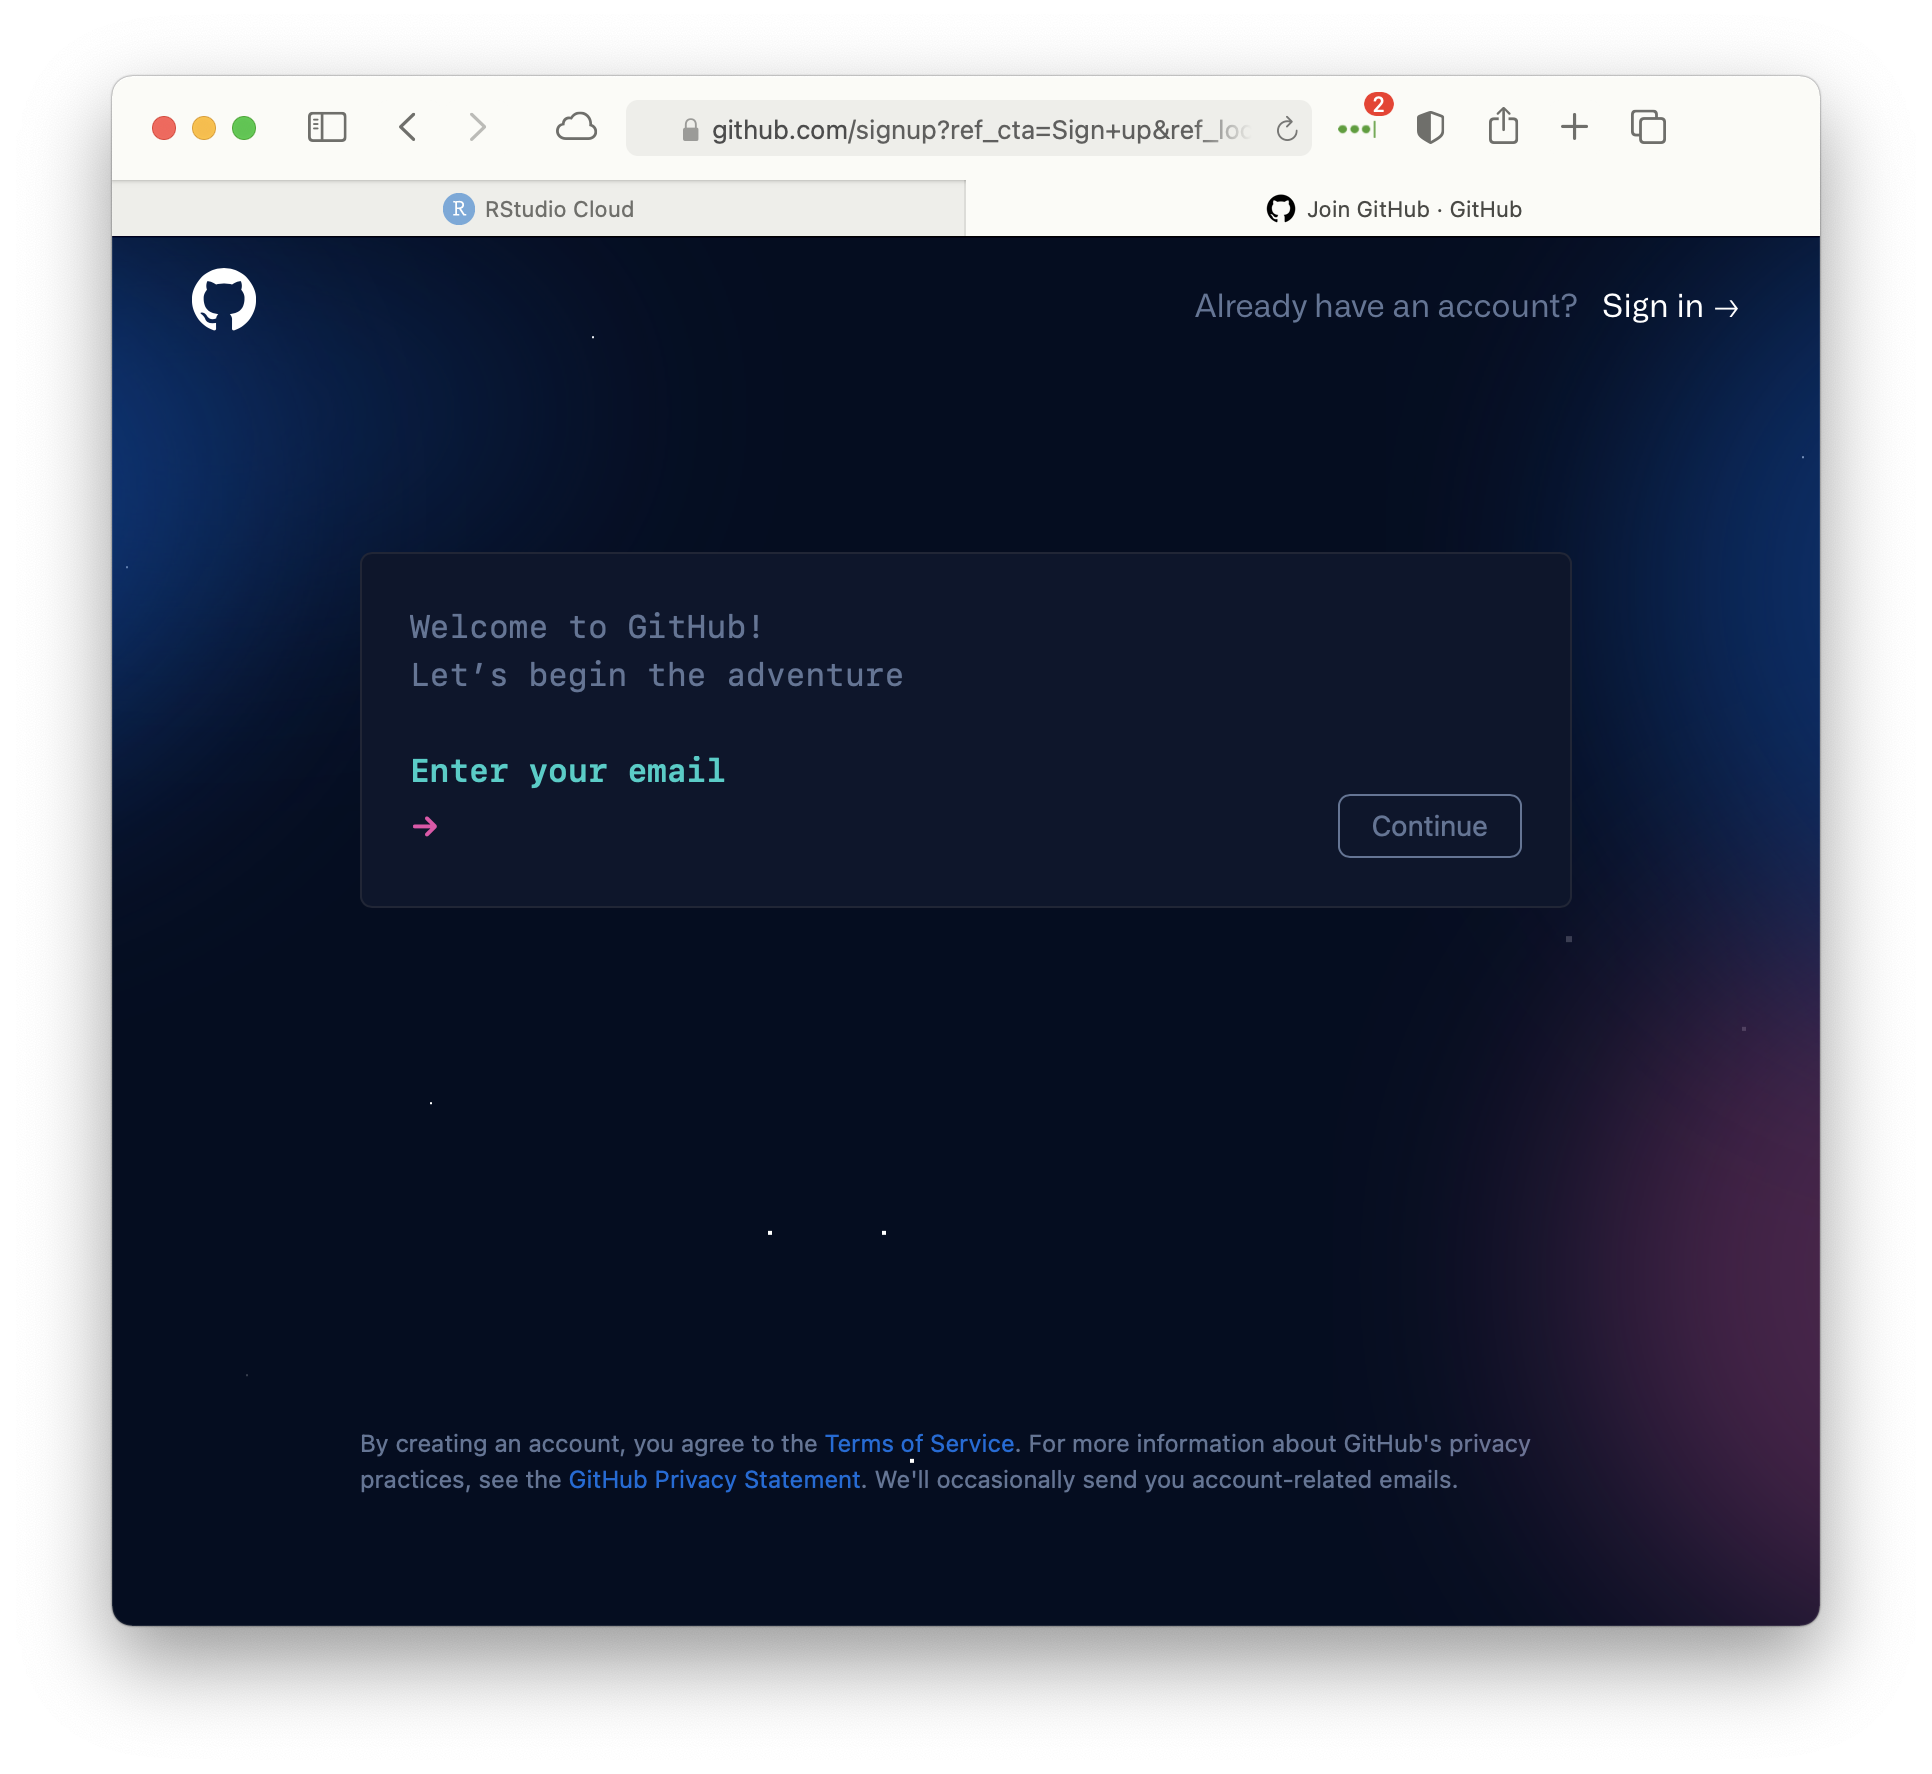 2
github.com/signup?ref_cta=Sign+up&ref_loc
R RStudio Cloud
Join GitHub · GitHub
Already have an account? Sign in →
Welcome to GitHub!
Let’s begin the adventure
Enter your email
→
Continue
By creating an account, you agree to the Terms of Service. For more information about GitHub's privacy
practices, see the GitHub Privacy Statement. We'll occasionally send you account-related emails.